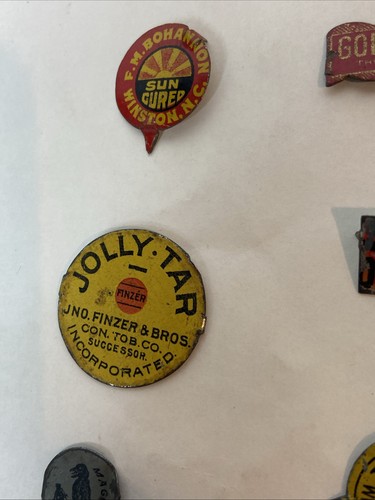 F.M. BOHANNON
SUN
CURED
WINSTON, N.C.
JOLLY·TAR
FINZER
JNO. FINZER & BROS.
CON. TOB. CO.
SUCCESSOR.
INCORPORATED.